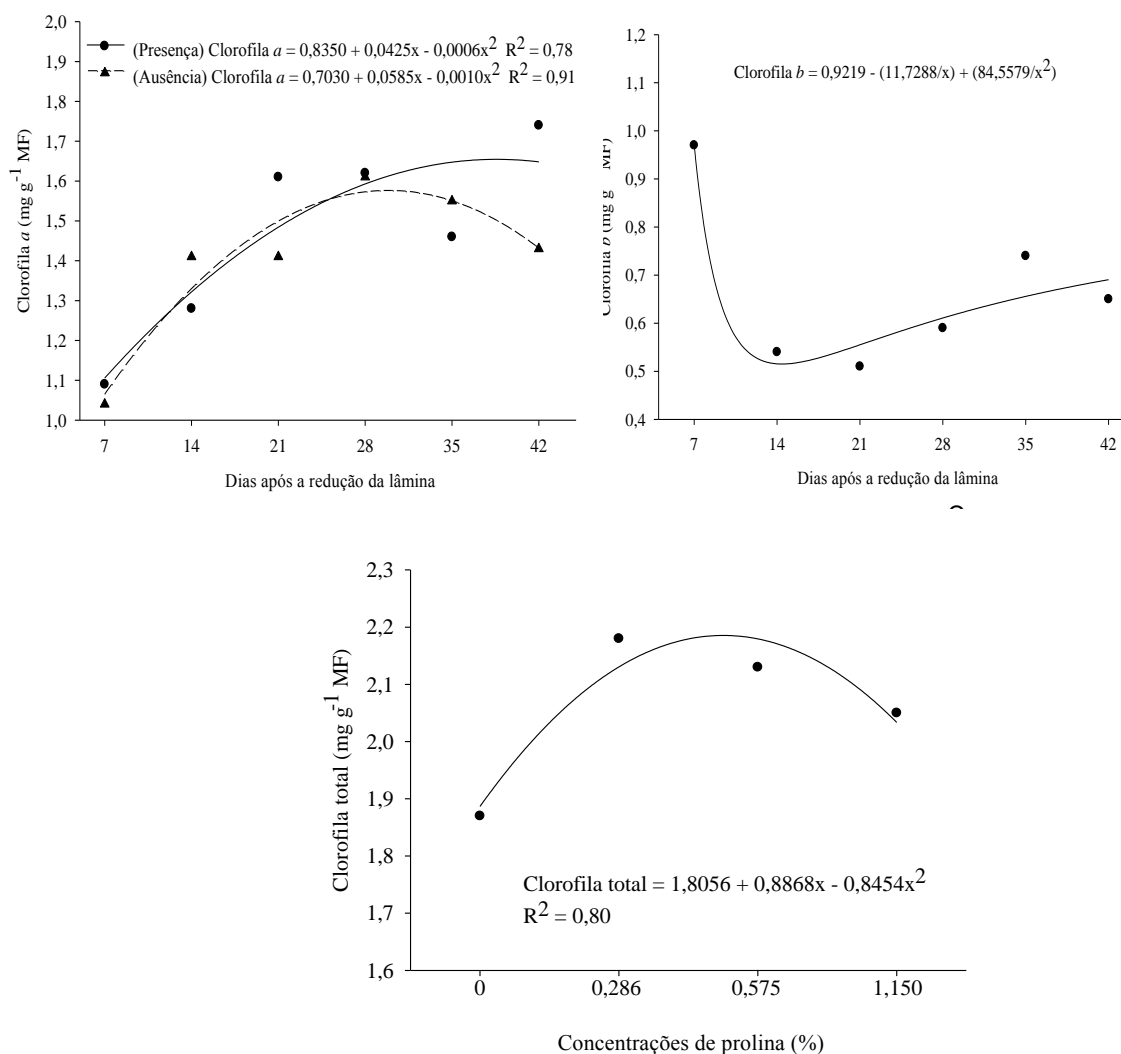 2,0
1,9
1,8
1,7
1,6
1,5
1,4
1,3
1,2
1,1
1,0
Clorofila a (mg g⁻¹ MF)
(Presença) Clorofila a = 0,8350 + 0,0425x - 0,0006x² R² = 0,78
(Ausência) Clorofila a = 0,7030 + 0,0585x - 0,0010x² R² = 0,91
7 14 21 28 35 42
Dias após a redução da lâmina
1,2
1,1
1,0
0,9
0,8
0,7
0,6
0,5
0,4
Clorofila b (mg g MF)
Clorofila b = 0,9219 - (11,7288/x) + (84,5579/x²)
7 14 21 28 35 42
Dias após a redução da lâmina
2,3
2,2
2,1
2,0
1,9
1,8
1,7
1,6
Clorofila total (mg g⁻¹ MF)
Clorofila total = 1,8056 + 0,8868x - 0,8454x²
R² = 0,80
0 0,286 0,575 1,150
Concentrações de prolina (%)